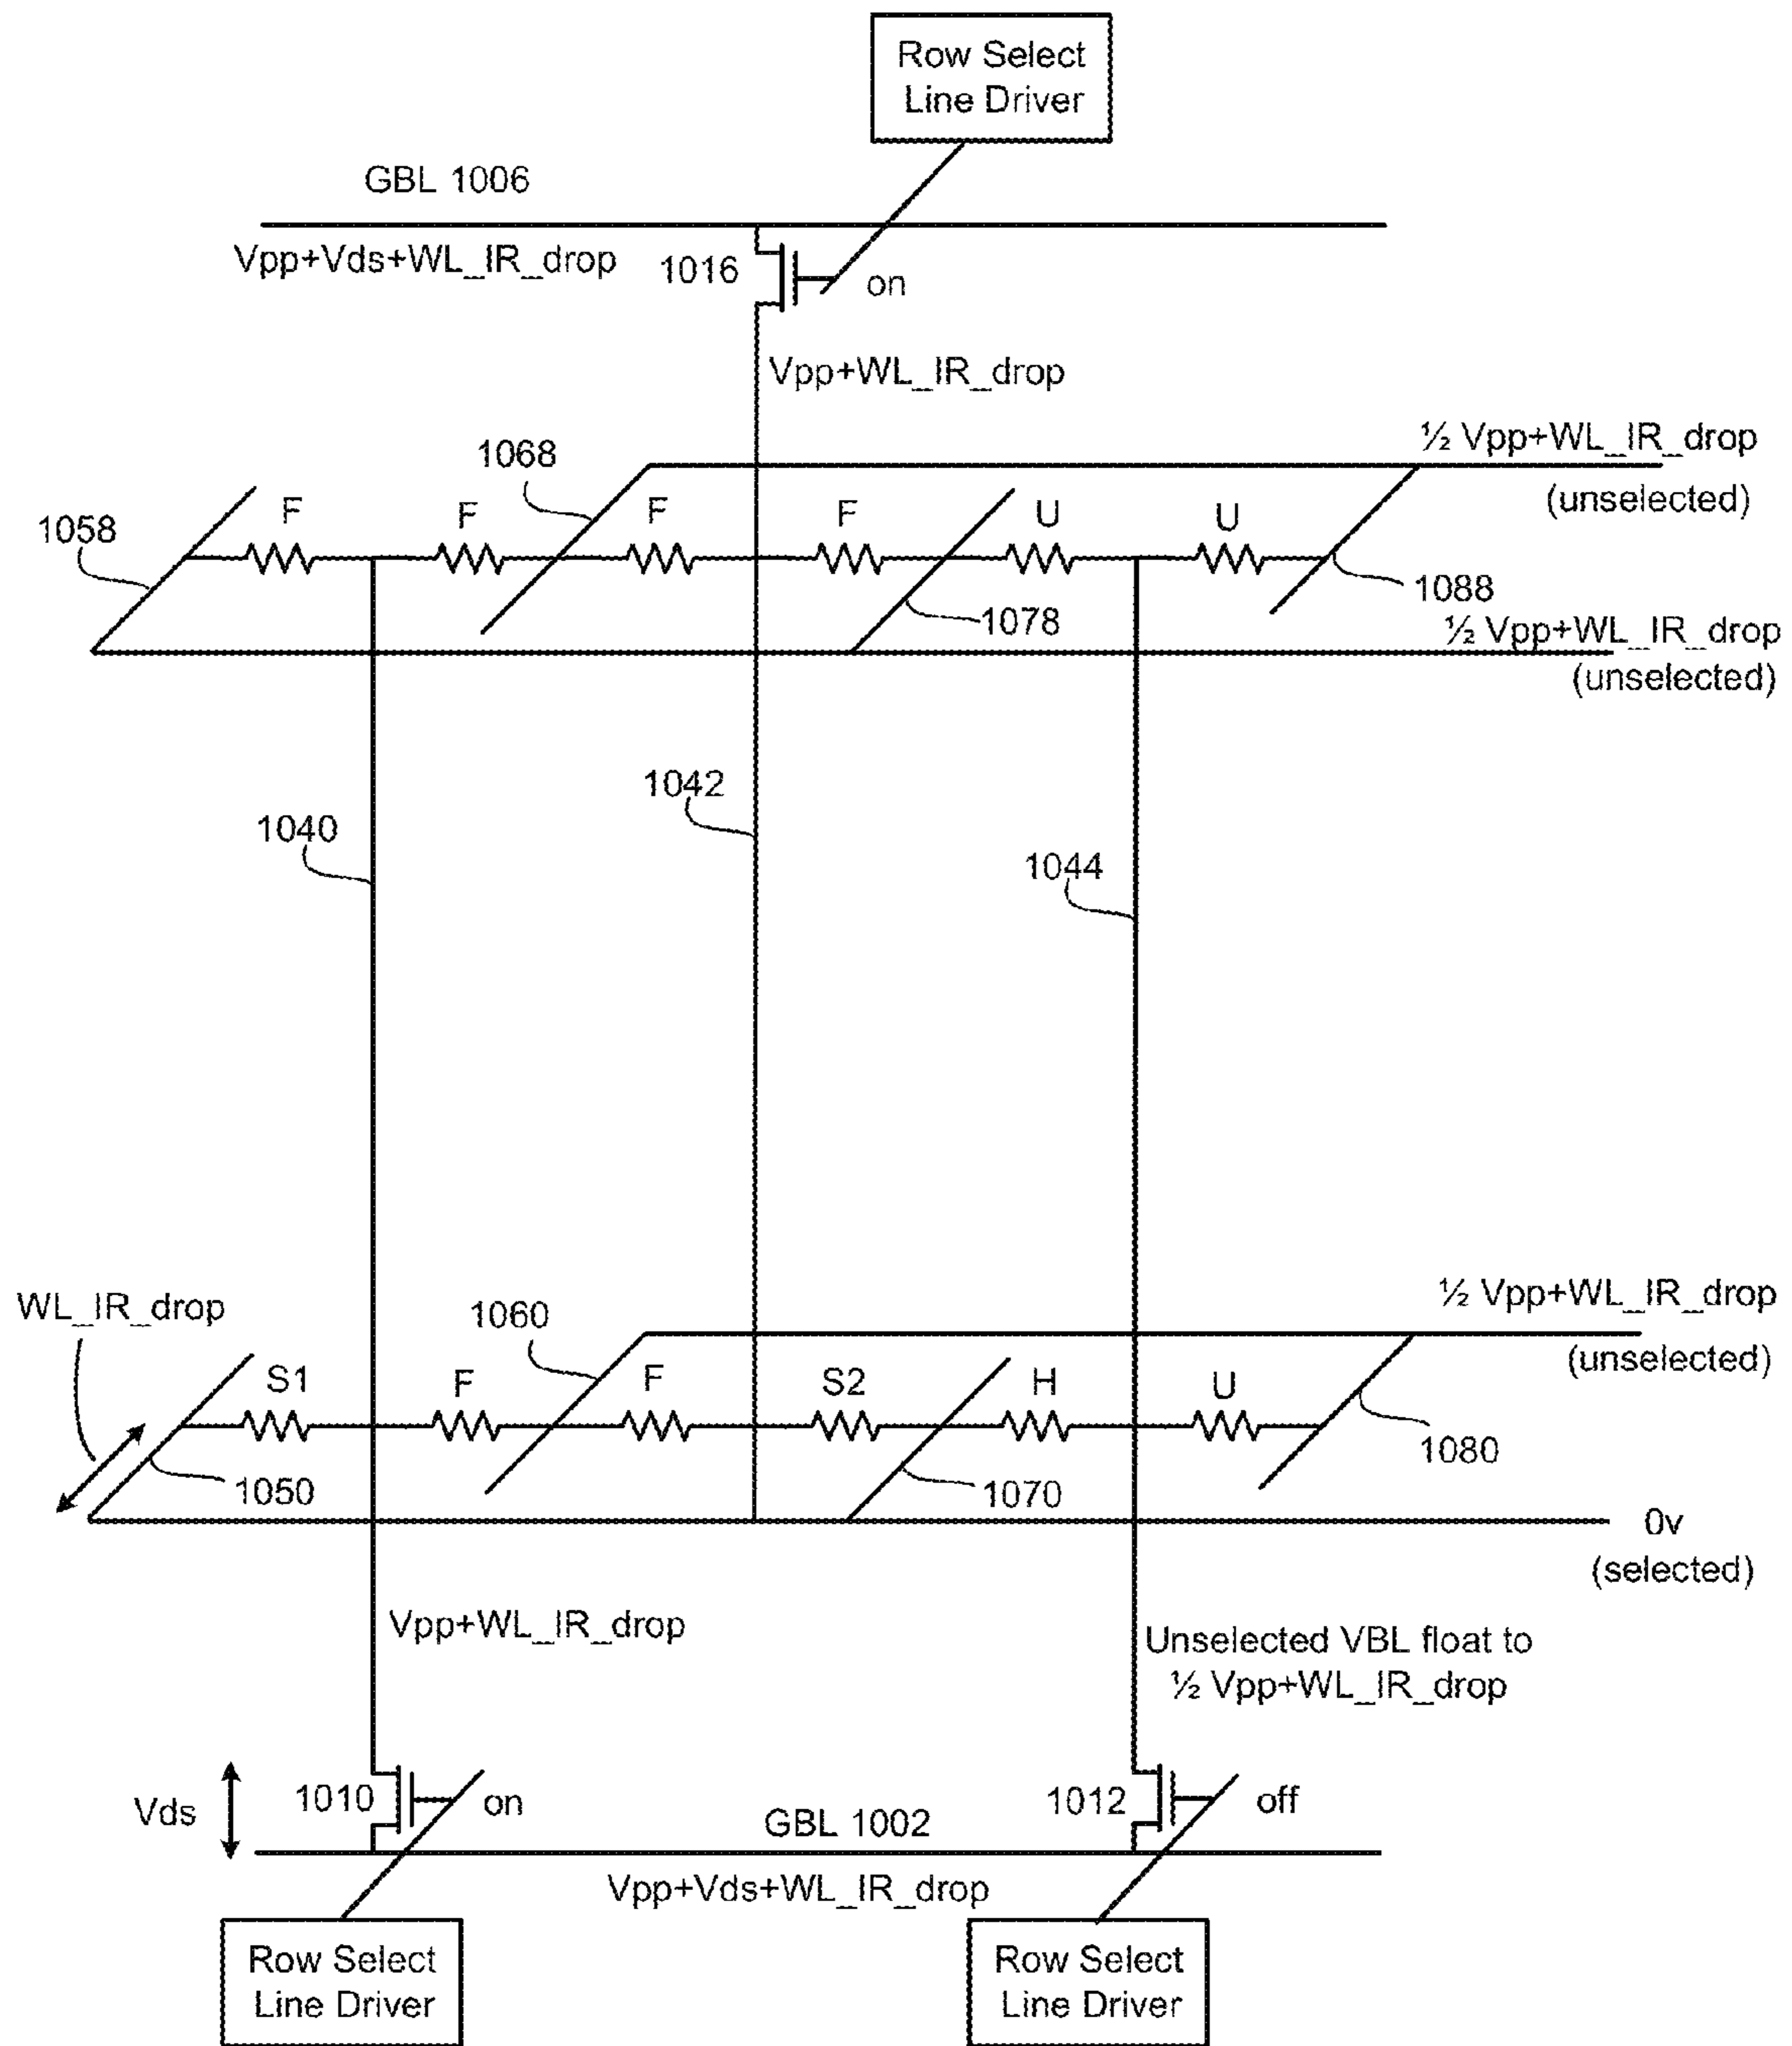 Row Select
Line Driver
GBL 1006
Vpp+Vds+WL_IR_drop
1016
on
Vpp+WL_IR_drop
½ Vpp+WL_IR_drop
(unselected)
1068
1058
F
F
F
F
U
U
1088
1078
½ Vpp+WL_IR_drop
(unselected)
1042
1040
1044
WL_IR_drop
1060
½ Vpp+WL_IR_drop
(unselected)
S1
F
F
S2
H
U
1080
1050
1070
0v
(selected)
Vpp+WL_IR_drop
Unselected VBL float to
½ Vpp+WL_IR_drop
Vds
1010
on
GBL 1002
1012
off
Vpp+Vds+WL_IR_drop
Row Select
Line Driver
Row Select
Line Driver